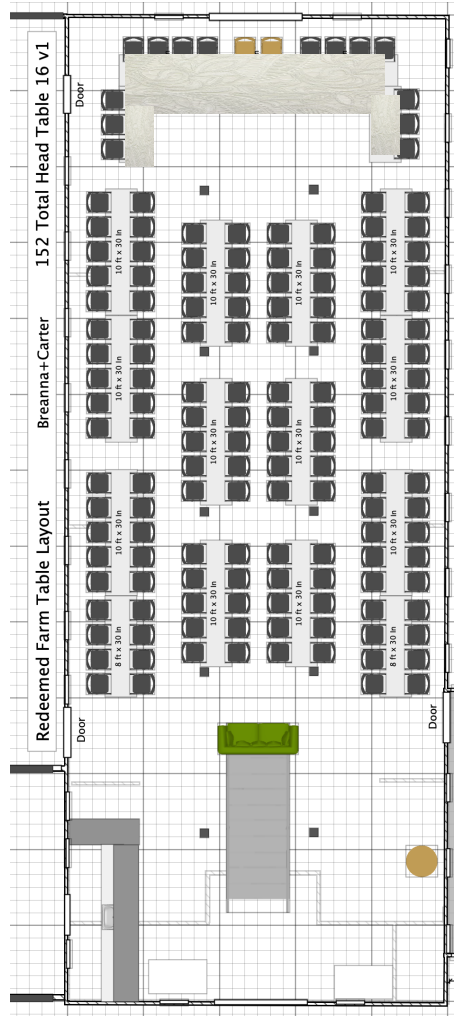 Redeemed Farm Table Layout Breanna+Carter 152 Total Head Table 16 v1
Door
10 ft x 30 In
10 ft x 30 In
10 ft x 30 In
10 ft x 30 In
10 ft x 30 In
10 ft x 30 In
10 ft x 30 In
10 ft x 30 In
10 ft x 30 In
10 ft x 30 In
10 ft x 30 In
10 ft x 30 In
8 ft x 30 In
8 ft x 30 In
Door
Door